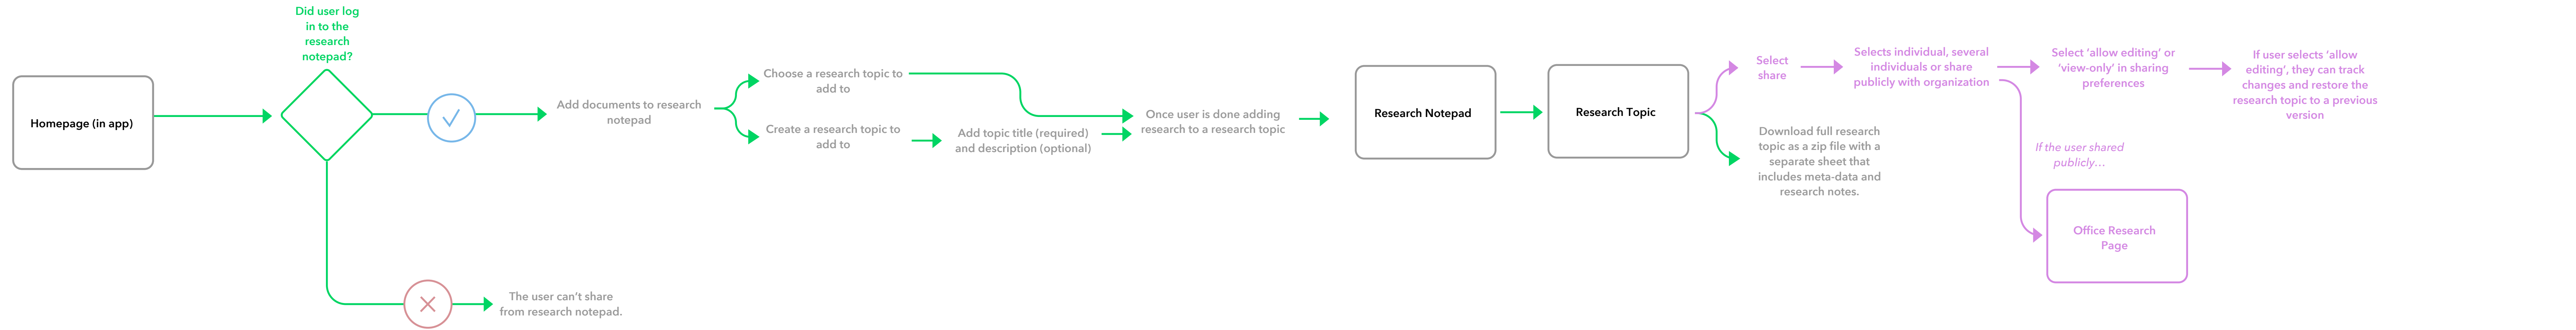 Did user log
in to the
research
notepad?
Homepage (in app)
Add documents to research
notepad
Choose a research topic to
add to
Create a research topic to
add to
Add topic title (required)
and description (optional)
Once user is done adding
research to a research topic
The user can’t share
from research notepad.
Research Notepad
Research Topic
Select
share
Selects individual, several
individuals or share
publicly with organization
Select ‘allow editing’ or
‘view-only’ in sharing
preferences
If user selects ‘allow
editing’, they can track
changes and restore the
research topic to a previous
version
Download full research
topic as a zip file with a
separate sheet that
includes meta-data and
research notes.
If the user shared
publicly…
Office Research
Page